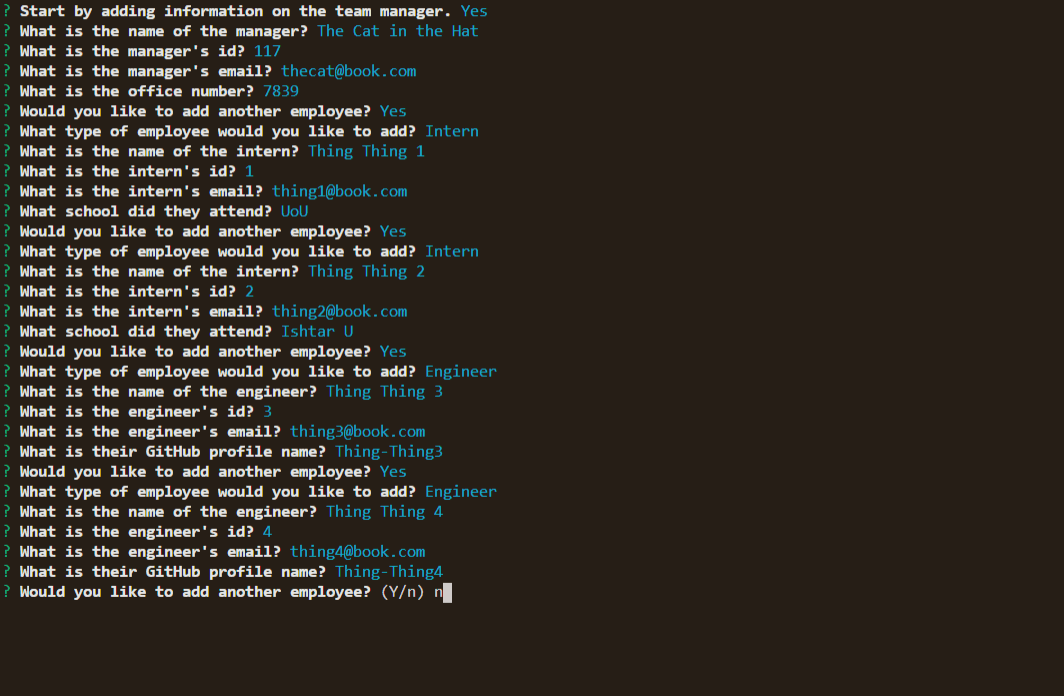 ? Start by adding information on the team manager. Yes
? What is the name of the manager? The Cat in the Hat
? What is the manager's id? 117
? What is the manager's email? thecat@book.com
? What is the office number? 7839
? Would you like to add another employee? Yes
? What type of employee would you like to add? Intern
? What is the name of the intern? Thing Thing 1
? What is the intern's id? 1
? What is the intern's email? thing1@book.com
? What school did they attend? UoU
? Would you like to add another employee? Yes
? What type of employee would you like to add? Intern
? What is the name of the intern? Thing Thing 2
? What is the intern's id? 2
? What is the intern's email? thing2@book.com
? What school did they attend? Ishtar U
? Would you like to add another employee? Yes
? What type of employee would you like to add? Engineer
? What is the name of the engineer? Thing Thing 3
? What is the engineer's id? 3
? What is the engineer's email? thing3@book.com
? What is their GitHub profile name? Thing-Thing3
? Would you like to add another employee? Yes
? What type of employee would you like to add? Engineer
? What is the name of the engineer? Thing Thing 4
? What is the engineer's id? 4
? What is the engineer's email? thing4@book.com
? What is their GitHub profile name? Thing-Thing4
? Would you like to add another employee? (Y/n) n